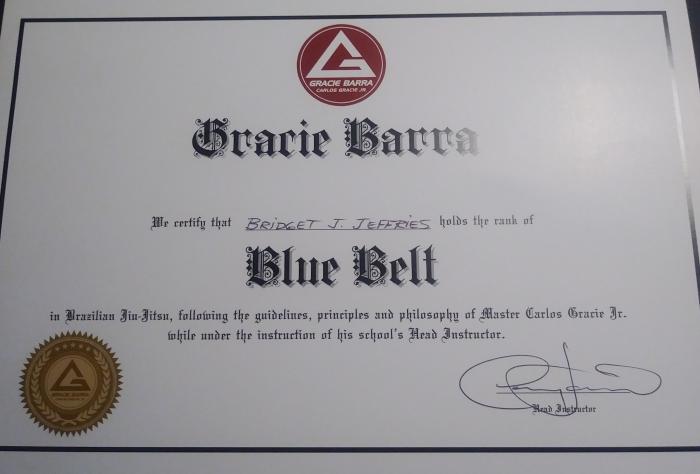 GRACIE BARRA
CARLOS GRACIE JR.
Gracie Barra
We certify that BRIDGET J. JEFFRIES holds the rank of
Blue Belt
in Brazilian Jiu-Jitsu, following the guidelines, principles and philosophy of Master Carlos Gracie Jr.
while under the instruction of his school's Head Instructor.
GRACIE BARRA
Head Instructor